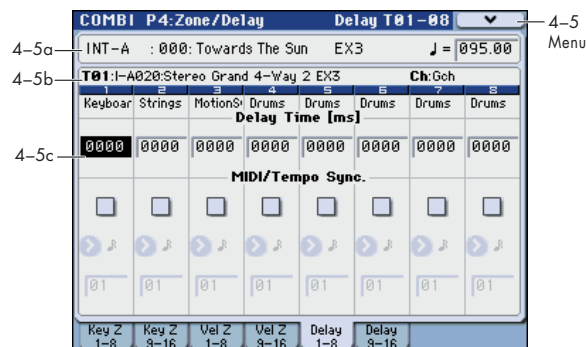 COMBI P4:Zone/Delay Delay T01-08
4–5
Menu
4–5a
INT-A :000: Towards The Sun EX3 ♩= 095.00
4–5b
T01:I-A020:Stereo Grand 4-Way 2 EX3 Ch:Gch
1 2 3 4 5 6 7 8
Keyboar Strings MotionS Drums Drums Drums Drums Drums
Delay Time [ms]
4–5c
0000 0000 0000 0000 0000 0000 0000 0000
MIDI/Tempo Sync.
01 01 01 01 01 01 01 01
Key Z 1-8 Key Z 9-16 Vel Z 1-8 Vel Z 9-16 Delay 1-8 Delay 9-16